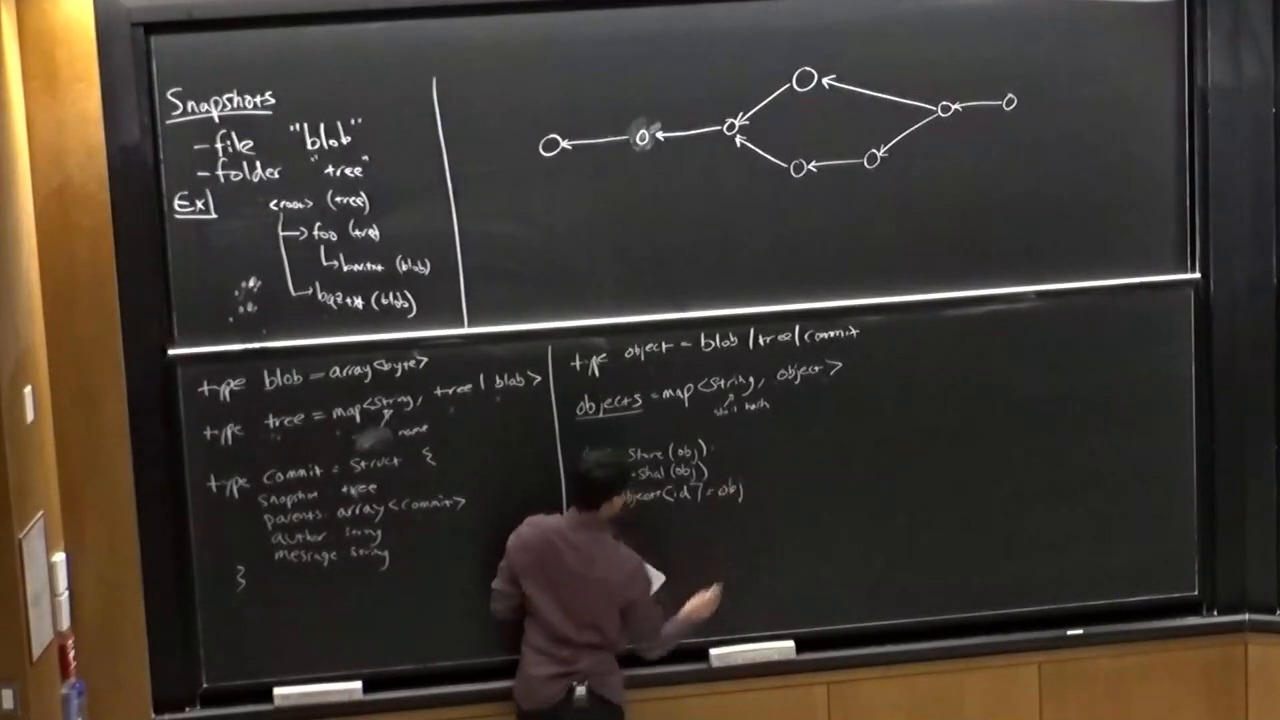 Snapshots
- file "blob"
- folder "tree"
Ex
<root> (tree)
foo (tree)
bar.txt (blob)
baz.txt (blob)
type blob = array<byte>
type tree = map<string, tree | blob>
name
type commit = struct {
snapshot tree
parents array<commit>
author string
message string
}
type object = blob | tree | commit
objects = map<string, object>
sha1 hash
store(obj)
sha1(obj)
objects[id] = obj